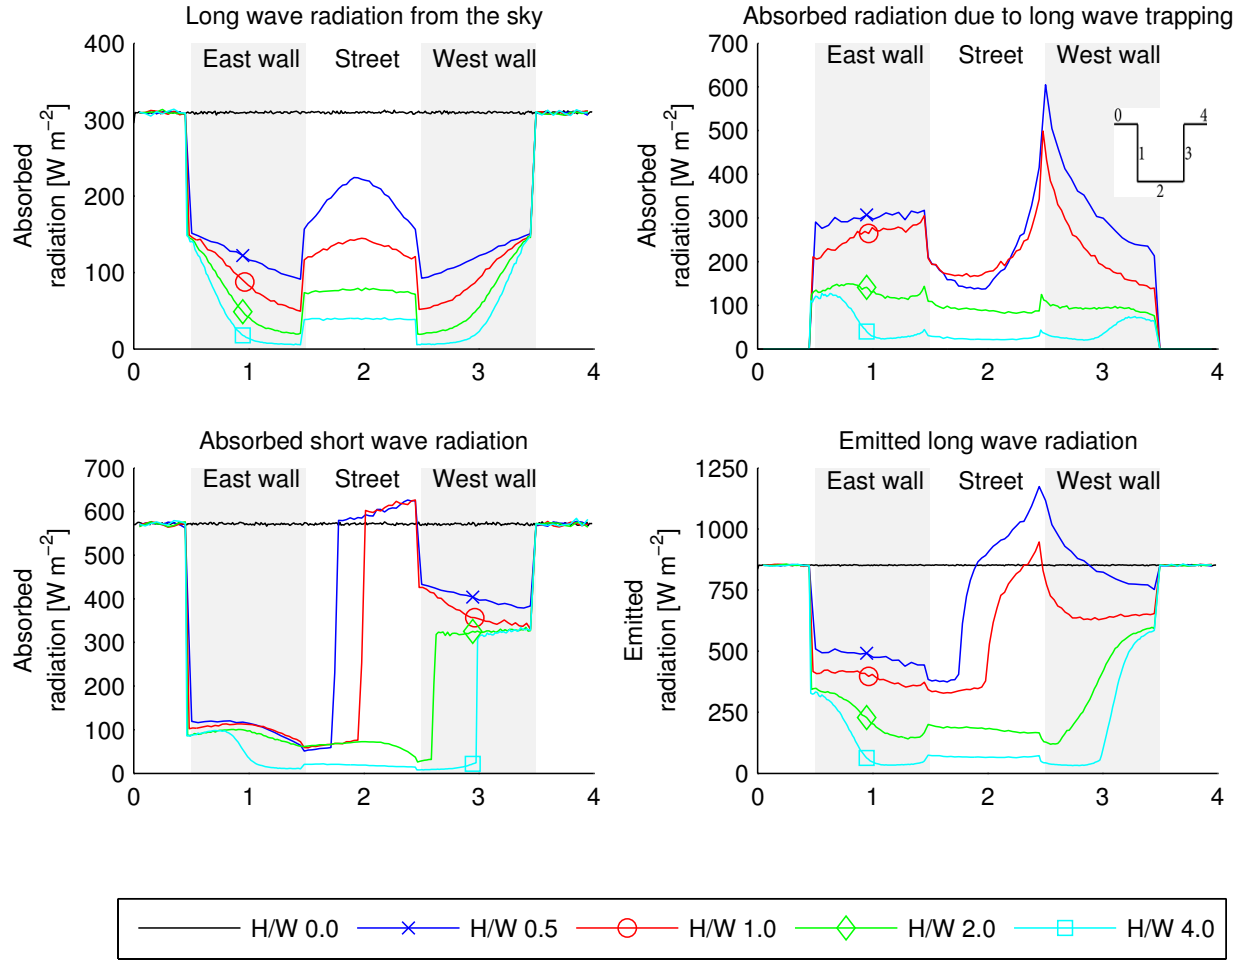 Long wave radiation from the sky
Absorbed radiation due to long wave trapping
400
300
200
100
0
Absorbed
radiation [W m−2]
East wall
Street
West wall
0 1 2 3 4
700
600
500
400
300
200
100
0
Absorbed
radiation [W m−2]
East wall
Street
West wall
0
4
1
3
2
0 1 2 3 4
Absorbed short wave radiation
Emitted long wave radiation
700
600
500
400
300
200
100
0
Absorbed
radiation [W m−2]
East wall
Street
West wall
0 1 2 3 4
1250
1000
750
500
250
0
Emitted
radiation [W m−2]
East wall
Street
West wall
0 1 2 3 4
H/W 0.0 H/W 0.5 H/W 1.0 H/W 2.0 H/W 4.0